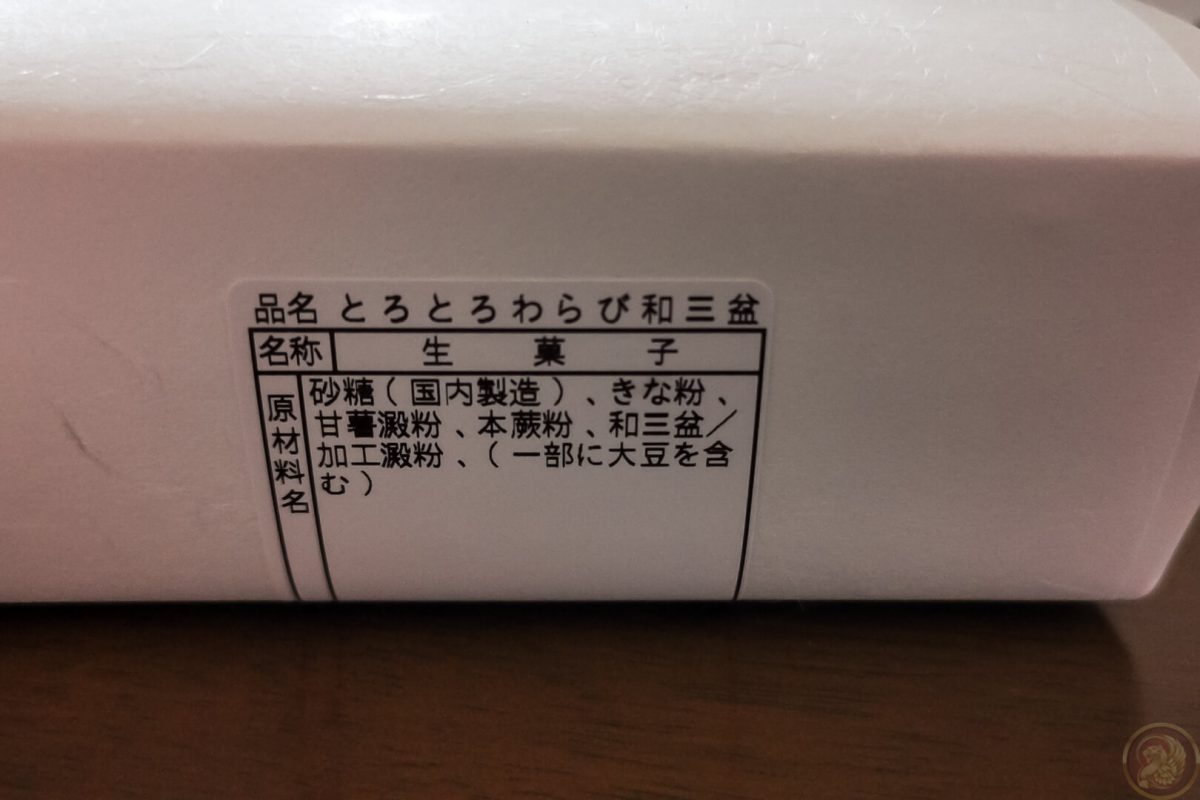 品名 とろとろわらび和三盆
名称 生菓子
原材料名
砂糖(国内製造)、きな粉、
甘薯澱粉、本蕨粉、和三盆/
加工澱粉、(一部に大豆を含
む)